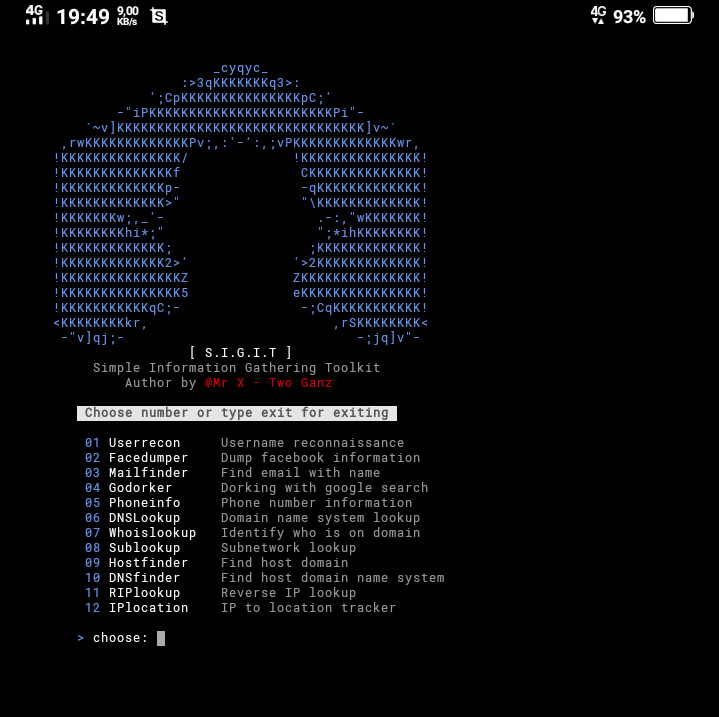 4G 19:49 9,00 KB/s S 4G 93%
_cyqyc_
:>3qKKKKKKKq3>:
';CpKKKKKKKKKKKKKKKpC;'
-"iPKKKKKKKKKKKKKKKKKKKKKKKPi"-
`~v]KKKKKKKKKKKKKKKKKKKKKKKKKKKKKKK]v~`
,rwKKKKKKKKKKKKKPv;,:'-':,;vPKKKKKKKKKKKKKwr,
!KKKKKKKKKKKKKKK/ !KKKKKKKKKKKKKKK!
!KKKKKKKKKKKKKKf CKKKKKKKKKKKKKK!
!KKKKKKKKKKKKp- -qKKKKKKKKKKKKK!
!KKKKKKKKKKKKK>" "\KKKKKKKKKKKKK!
!KKKKKKKw;,_'- .-:,"wKKKKKKK!
!KKKKKKKKhi*;" ";*ihKKKKKKKK!
!KKKKKKKKKKKKK; ;KKKKKKKKKKKKK!
!KKKKKKKKKKKKK2>' '>2KKKKKKKKKKKKK!
!KKKKKKKKKKKKKKKZ ZKKKKKKKKKKKKKKK!
!KKKKKKKKKKKKKKK5 eKKKKKKKKKKKKKKK!
!KKKKKKKKKKKqC;- -;CqKKKKKKKKKKK!
<KKKKKKKKkr, ,rSKKKKKKKK<
-"v]qj;- -;jq]v"-
[ S.I.G.I.T ]
Simple Information Gathering Toolkit
Author by @Mr X - Two Ganz
Choose number or type exit for exiting
01 Userrecon Username reconnaissance
02 Facedumper Dump facebook information
03 Mailfinder Find email with name
04 Godorker Dorking with google search
05 Phoneinfo Phone number information
06 DNSLookup Domain name system lookup
07 Whoislookup Identify who is on domain
08 Sublookup Subnetwork lookup
09 Hostfinder Find host domain
10 DNSfinder Find host domain name system
11 RIPlookup Reverse IP lookup
12 IPlocation IP to location tracker
> choose: